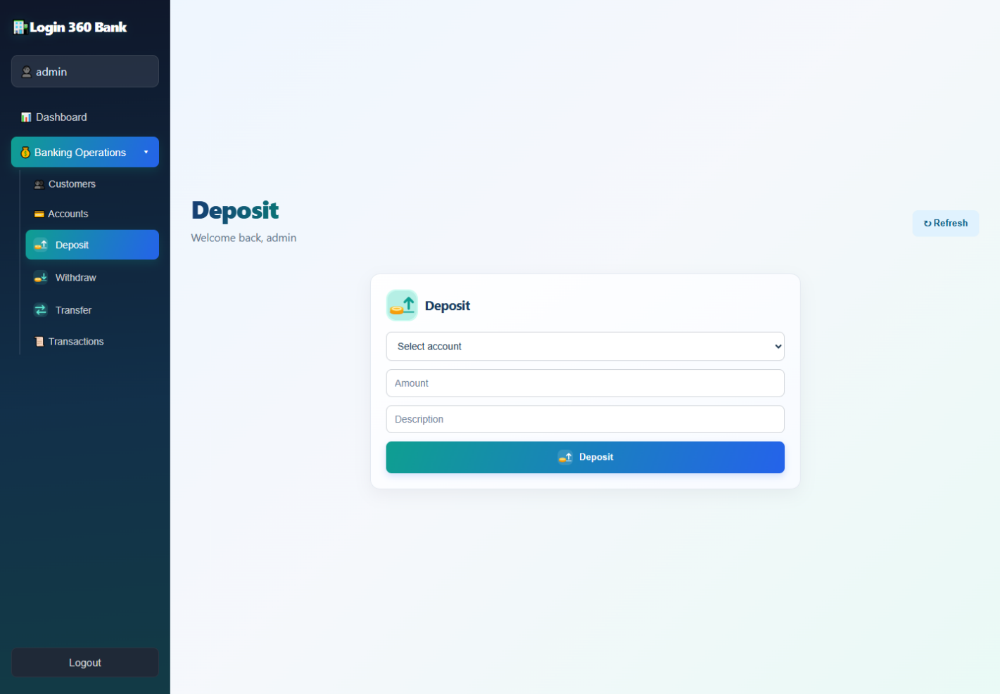 Login 360 Bank
admin
Dashboard
Banking Operations
Customers
Accounts
Deposit
Withdraw
Transfer
Transactions
Logout
Deposit
Welcome back, admin
Refresh
Deposit
Select account
Amount
Description
Deposit